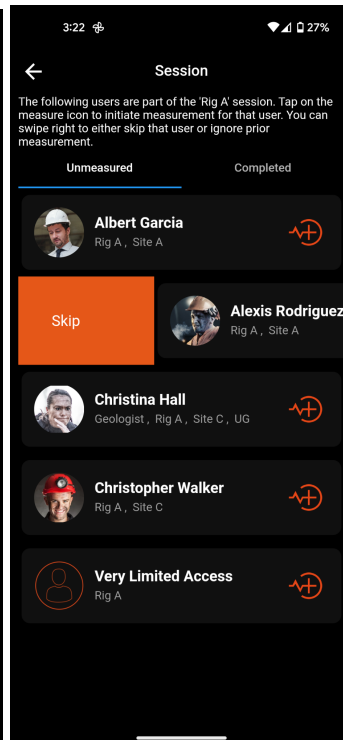 3:22 27%
Session
The following users are part of the 'Rig A' session. Tap on the
measure icon to initiate measurement for that user. You can
swipe right to either skip that user or ignore prior
measurement.
Unmeasured Completed
Albert Garcia
Rig A , Site A
Skip
Alexis Rodriguez
Rig A , Site A
Christina Hall
Geologist , Rig A , Site C , UG
Christopher Walker
Rig A , Site C
Very Limited Access
Rig A